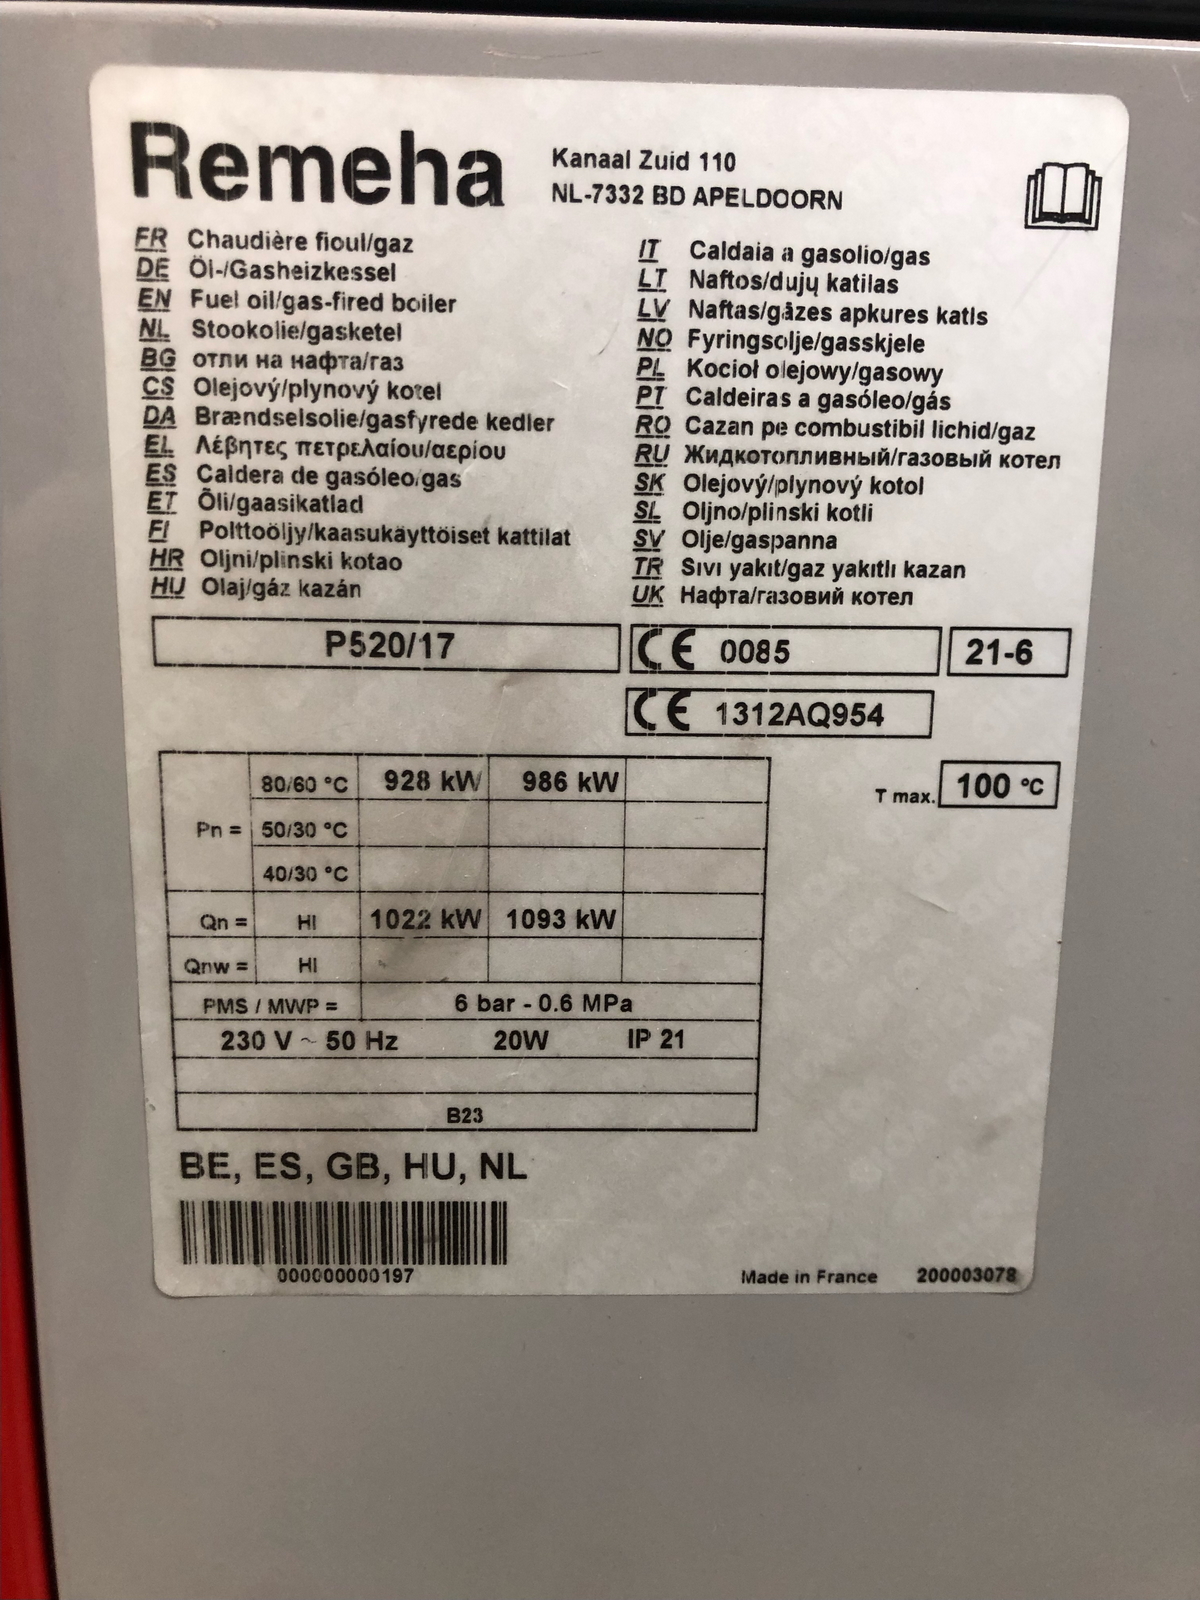 Remeha
Kanaal Zuid 110
NL-7332 BD APELDOORN
FR Chaudière fioul/gaz
DE Öl-/Gasheizkessel
EN Fuel oil/gas-fired boiler
NL Stookolie/gasketel
BG отли на нафта/газ
CS Olejový/plynový kotel
DA Brændselsolie/gasfyrede kedler
EL Λέβητες πετρελαίου/αερίου
ES Caldera de gasóleo/gas
ET Õli/gaasikatlad
FI Polttoöljy/kaasukäyttöiset kattilat
HR Oljni/plinski kotao
HU Olaj/gáz kazán
IT Caldaia a gasolio/gas
LT Naftos/dujų katilas
LV Naftas/gāzes apkures katls
NO Fyringsolje/gasskjele
PL Kocioł olejowy/gasowy
PT Caldeiras a gasóleo/gás
RO Cazan pe combustibil lichid/gaz
RU Жидкотопливный/газовый котел
SK Olejový/plynový kotol
SL Oljno/plinski kotli
SV Olje/gaspanna
TR Sıvı yakıt/gaz yakıtlı kazan
UK Нафта/газовий котел
P520/17
CE 0085
21-6
CE 1312AQ954
T max. 100 °C
Pn = 80/60 °C 928 kW 986 kW
50/30 °C
40/30 °C
Qn = HI 1022 kW 1093 kW
Qnw = HI
PMS / MWP = 6 bar - 0.6 MPa
230 V ~ 50 Hz 20W IP 21
B23
BE, ES, GB, HU, NL
000000000197
Made in France 200003078